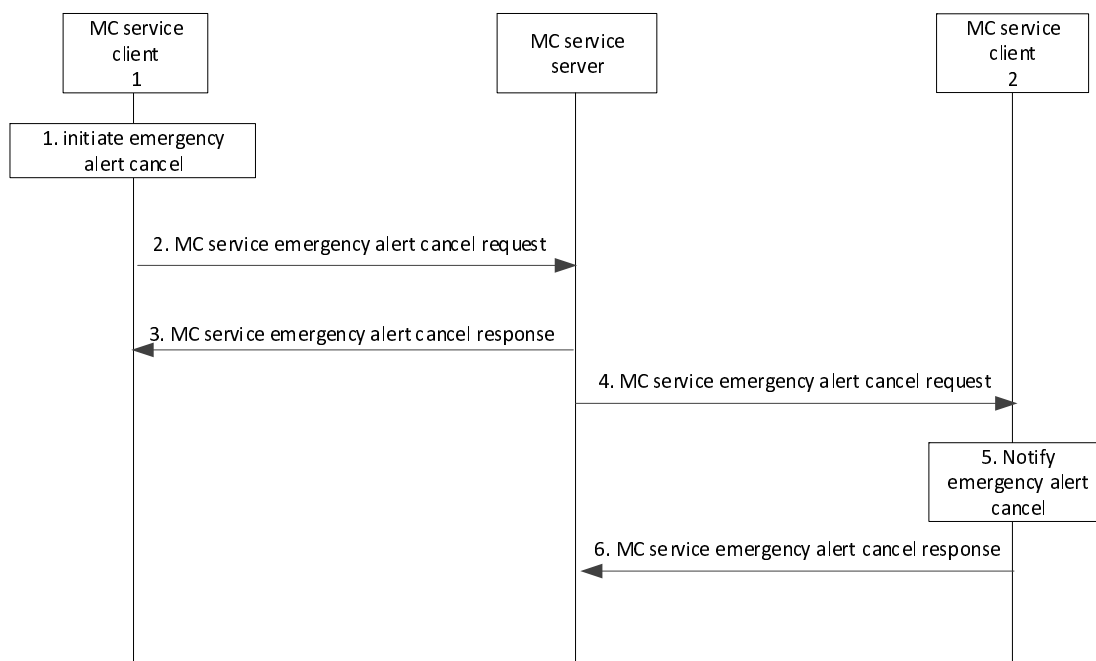 MC service
client
1
MC service
server
MC service
client
2
1. initiate emergency
alert cancel
2. MC service emergency alert cancel request
3. MC service emergency alert cancel response
4. MC service emergency alert cancel request
5. Notify
emergency alert
cancel
6. MC service emergency alert cancel response